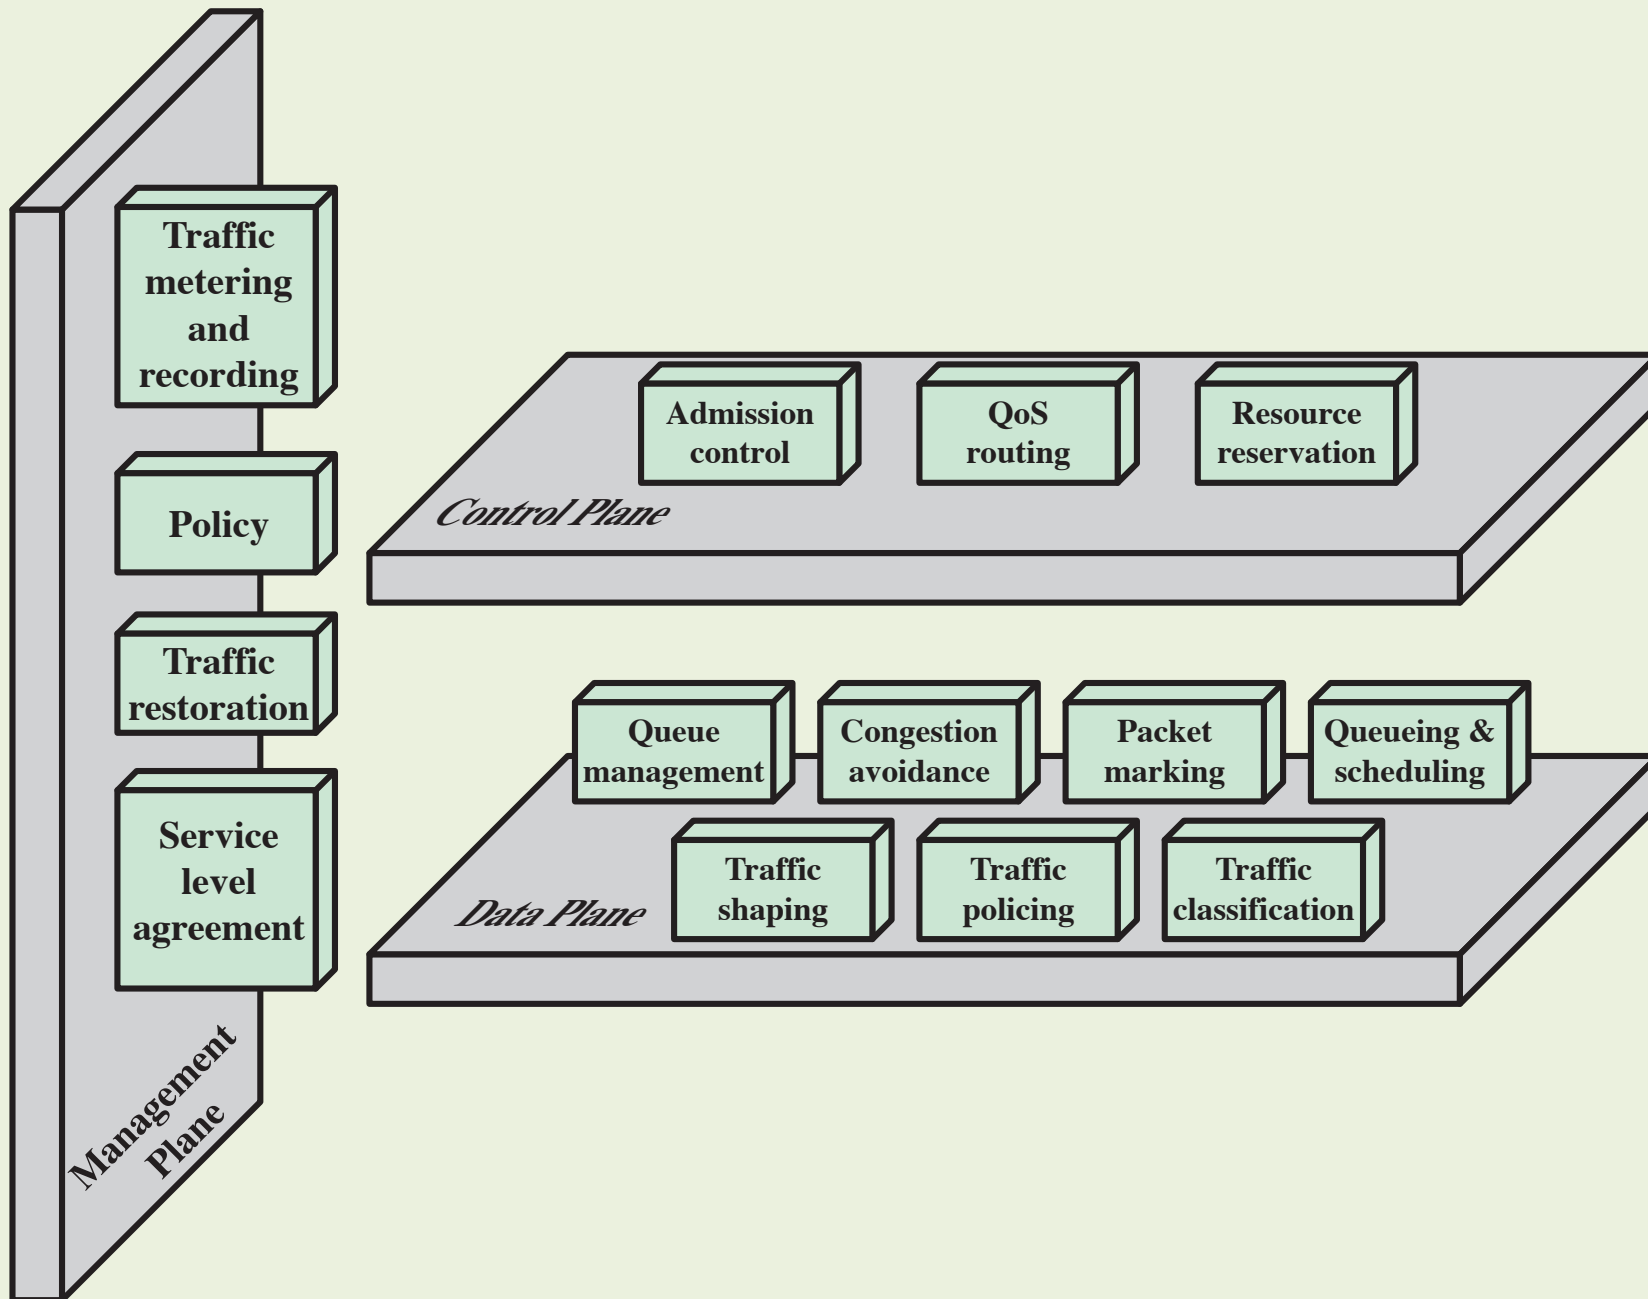 Traffic
metering
and
recording
Policy
Traffic
restoration
Service
level
agreement
Management
Plane
Admission
control
QoS
routing
Resource
reservation
Control Plane
Queue
management
Congestion
avoidance
Packet
marking
Queueing &
scheduling
Traffic
shaping
Traffic
policing
Traffic
classification
Data Plane